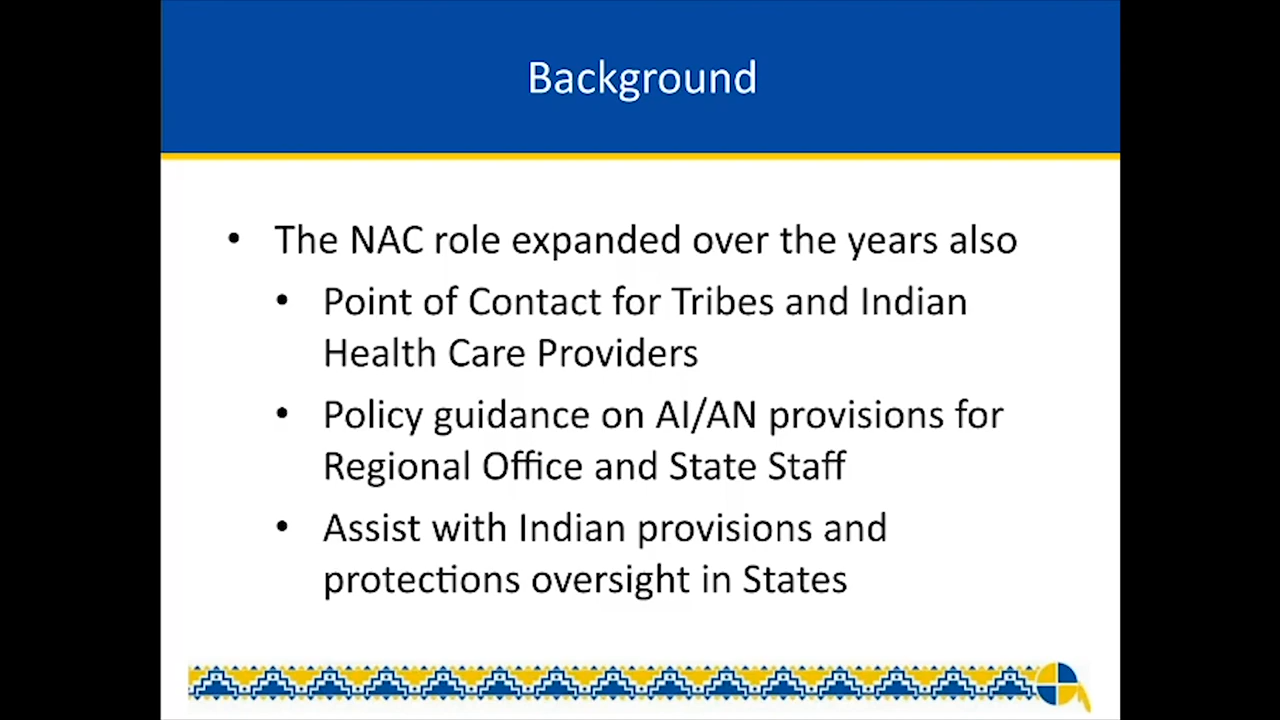 Background
• The NAC role expanded over the years also
• Point of Contact for Tribes and Indian
Health Care Providers
• Policy guidance on AI/AN provisions for
Regional Office and State Staff
• Assist with Indian provisions and
protections oversight in States